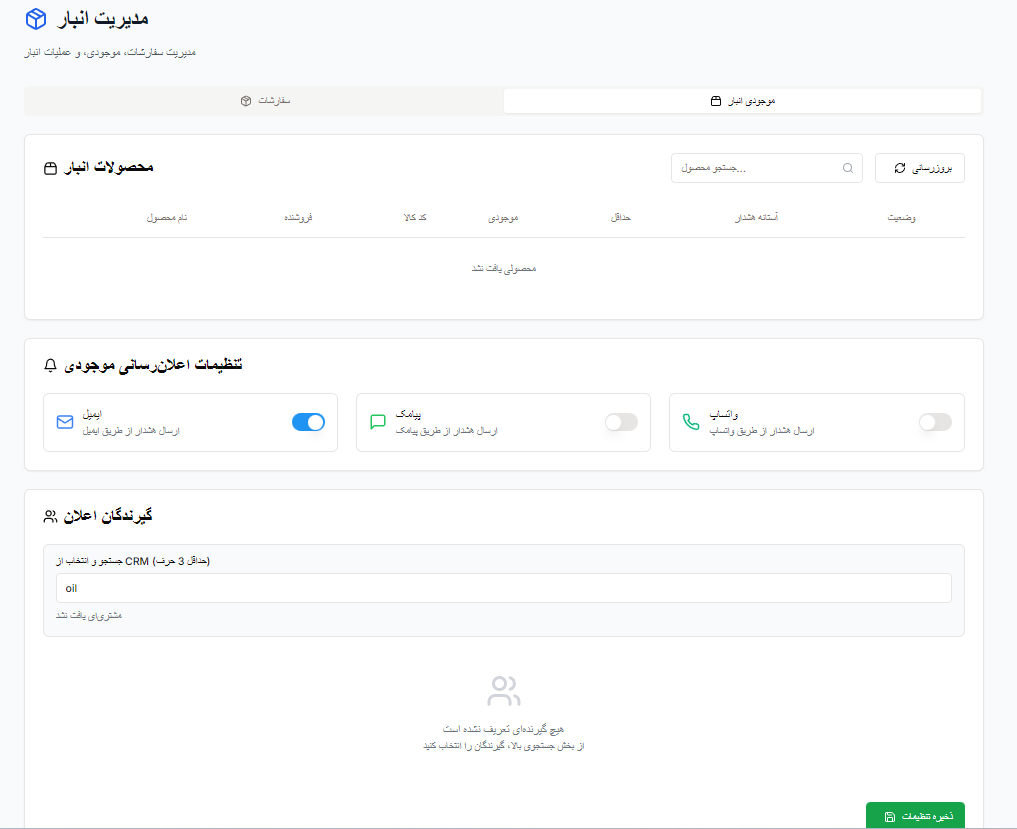 مدیریت انبار
مدیریت سفارشات، موجودی، و عملیات انبار
سفارشات
موجودی انبار
محصولات انبار
جستجو محصول...
بروزرسانی
نام محصول
فروشنده
کد کالا
موجودی
حداقل
آستانه هشدار
وضعیت
محصولی یافت نشد
تنظیمات اعلان‌رسانی موجودی
ایمیل
ارسال هشدار از طریق ایمیل
پیامک
ارسال هشدار از طریق پیامک
واتساپ
ارسال هشدار از طریق واتساپ
گیرندگان اعلان
جستجو و انتخاب از CRM (حداقل 3 حرف)
oil
مشتری‌ای یافت نشد
هیچ گیرنده‌ای تعریف نشده است
از بخش جستجوی بالا، گیرندگان را انتخاب کنید
ذخیره تنظیمات